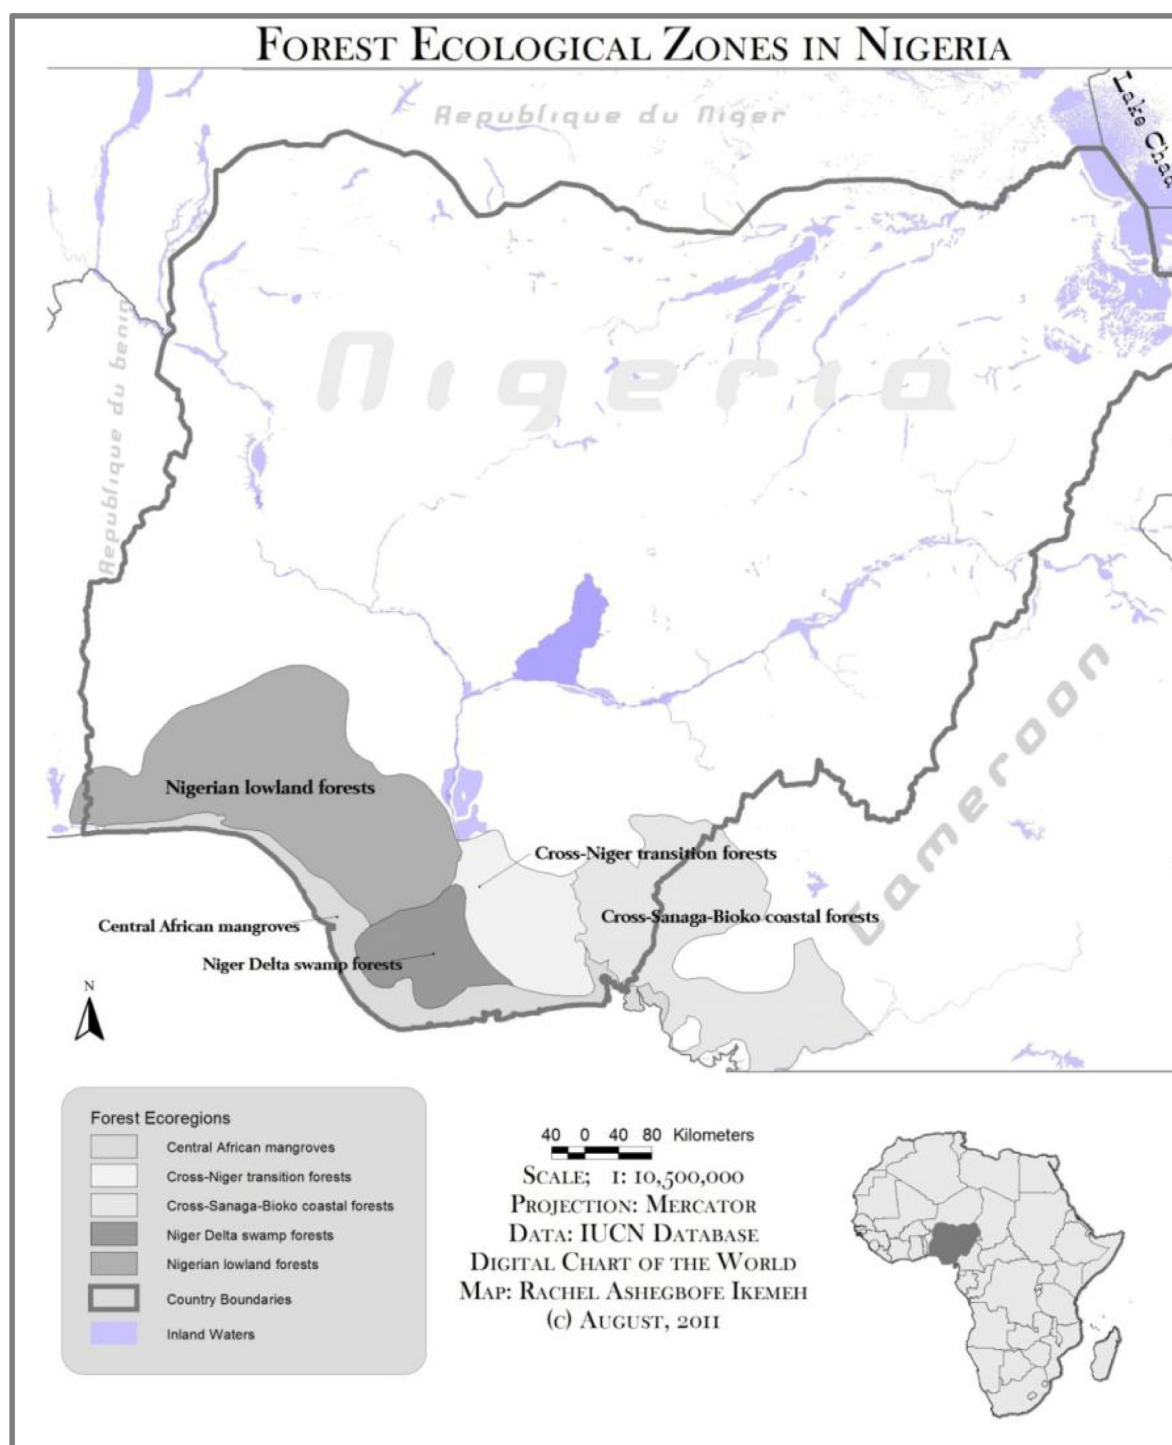 Forest Ecological Zones in Nigeria
Republique du Niger
Lake Chad
Republique du benin
Nigeria
Cameroon
Nigerian lowland forests
Cross-Niger transition forests
Cross-Sanaga-Bioko coastal forests
Central African mangroves
Niger Delta swamp forests
N
Forest Ecoregions
Central African mangroves
Cross-Niger transition forests
Cross-Sanaga-Bioko coastal forests
Niger Delta swamp forests
Nigerian lowland forests
Country Boundaries
Inland Waters
40 0 40 80 Kilometers
Scale; 1: 10,500,000
Projection: Mercator
Data: IUCN Database
Digital Chart of the World
Map: Rachel Ashegbofe Ikemeh
(c) August, 2011